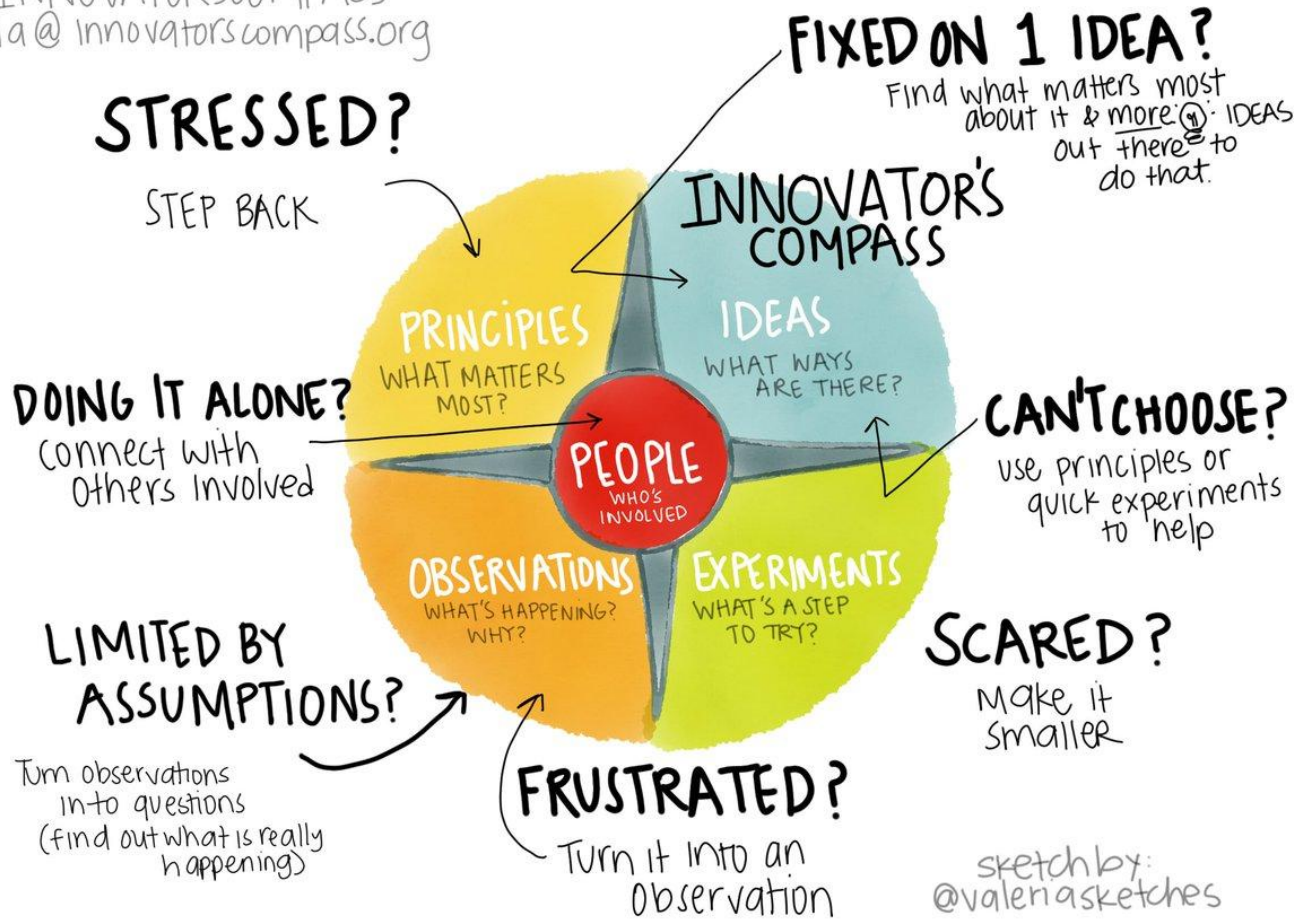 a@ innovatorscompass.org
STRESSED?
STEP BACK
FIXED ON 1 IDEA?
Find what matters most
about it & more IDEAS
out there to
do that.
INNOVATOR'S
COMPASS
PRINCIPLES
WHAT MATTERS
MOST?
IDEAS
WHAT WAYS
ARE THERE?
DOING IT ALONE?
Connect with
Others Involved
PEOPLE
WHO'S
INVOLVED
CAN'T CHOOSE?
use principles or
quick experiments
to help
OBSERVATIONS
WHAT'S HAPPENING?
WHY?
EXPERIMENTS
WHAT'S A STEP
TO TRY?
LIMITED BY
ASSUMPTIONS?
Turn observations
into questions
(find out what is really
happening)
SCARED?
Make it
smaller
FRUSTRATED?
Turn it into an
Observation
sketch by:
@valeriasketches